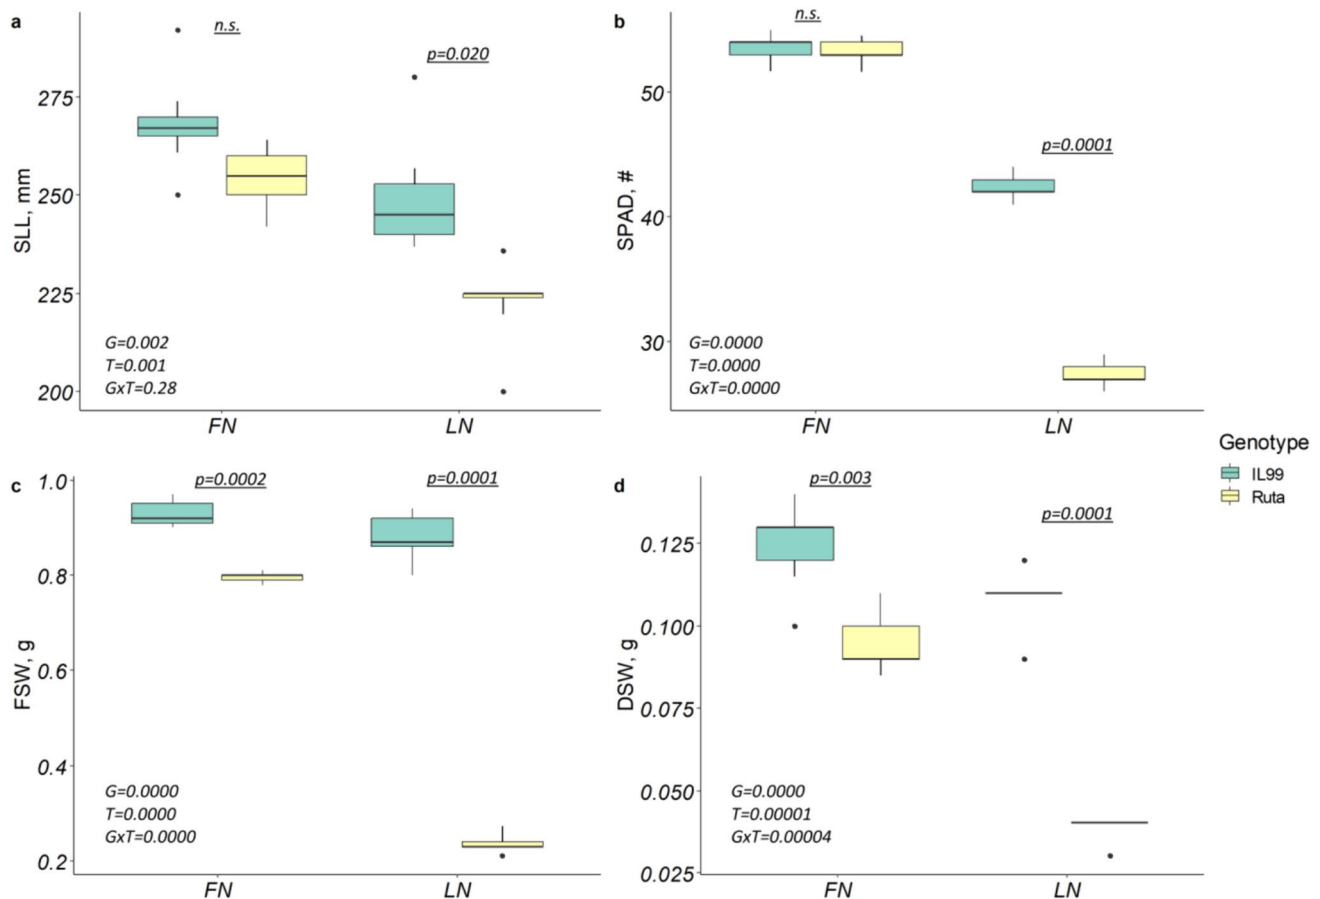 a
n.s.
p=0.020
275
250
225
200
SLL, mm
G=0.002
T=0.001
GxT=0.28
FN
LN
b
n.s.
p=0.0001
50
40
30
SPAD, #
G=0.0000
T=0.0000
GxT=0.0000
FN
LN
Genotype
IL99
Ruta
c
p=0.0002
p=0.0001
1.0
0.8
0.6
0.4
0.2
FSW, g
G=0.0000
T=0.0000
GxT=0.0000
FN
LN
d
p=0.003
p=0.0001
0.125
0.100
0.075
0.050
0.025
DSW, g
G=0.0000
T=0.00001
GxT=0.00004
FN
LN